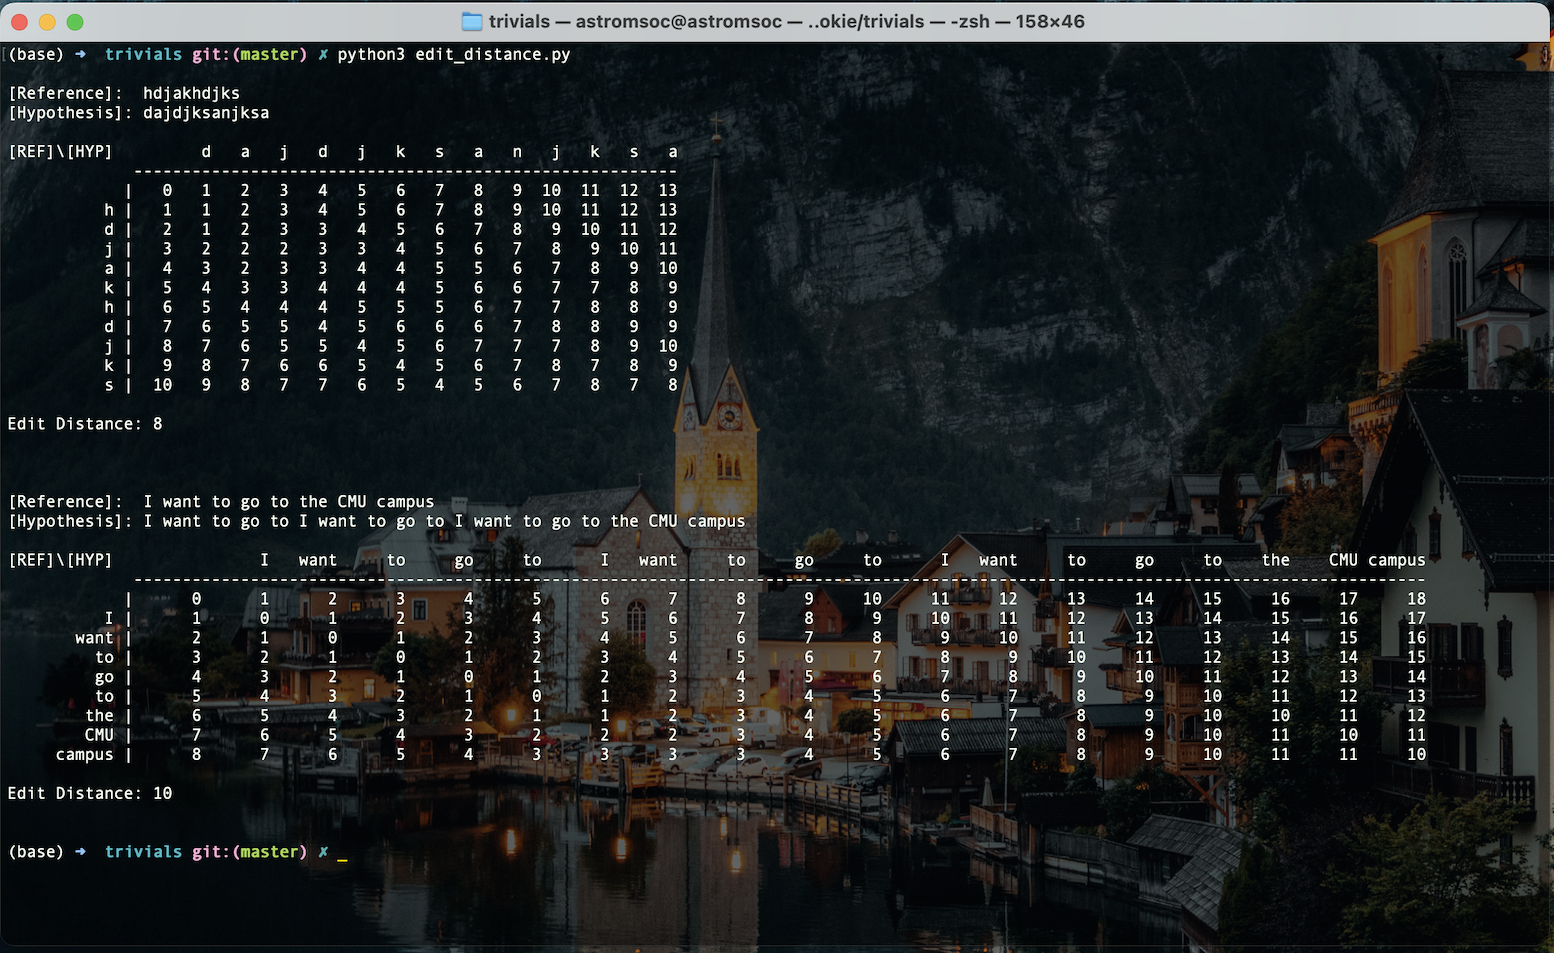 trivials — astromsoc@astromsoc — ..okie/trivials — -zsh — 158×46
(base) ➜  trivials git:(master) ✗ python3 edit_distance.py
[Reference]:  hdjakhdjks
[Hypothesis]: dajdjksanjksa
[REF]\[HYP] d a j d j k s a n j k s a
--------------------------------------------------------
| 0 1 2 3 4 5 6 7 8 9 10 11 12 13
h | 1 1 2 3 4 5 6 7 8 9 10 11 12 13
d | 2 1 2 3 3 4 5 6 7 8 9 10 11 12
j | 3 2 2 2 3 3 4 5 6 7 8 9 10 11
a | 4 3 2 3 3 4 4 5 5 6 7 8 9 10
k | 5 4 3 3 4 4 4 5 6 6 7 7 8 9
h | 6 5 4 4 4 5 5 5 6 7 7 8 8 9
d | 7 6 5 5 4 5 6 6 6 7 8 8 9 9
j | 8 7 6 5 5 4 5 6 7 7 7 8 9 10
k | 9 8 7 6 6 5 4 5 6 7 8 7 8 9
s | 10 9 8 7 7 6 5 4 5 6 7 8 7 8
Edit Distance: 8
[Reference]:  I want to go to the CMU campus
[Hypothesis]: I want to go to I want to go to I want to go to the CMU campus
[REF]\[HYP] I want to go to I want to go to I want to go to the CMU campus
-------------------------------------------------------------------------------------------------------------------------------------
| 0 1 2 3 4 5 6 7 8 9 10 11 12 13 14 15 16 17 18
I | 1 0 1 2 3 4 5 6 7 8 9 10 11 12 13 14 15 16 17
want | 2 1 0 1 2 3 4 5 6 7 8 9 10 11 12 13 14 15 16
to | 3 2 1 0 1 2 3 4 5 6 7 8 9 10 11 12 13 14 15
go | 4 3 2 1 0 1 2 3 4 5 6 7 8 9 10 11 12 13 14
to | 5 4 3 2 1 0 1 2 3 4 5 6 7 8 9 10 11 12 13
the | 6 5 4 3 2 1 1 2 3 4 5 6 7 8 9 10 10 11 12
CMU | 7 6 5 4 3 2 2 2 3 4 5 6 7 8 9 10 11 10 11
campus | 8 7 6 5 4 3 3 3 3 4 5 6 7 8 9 10 11 11 10
Edit Distance: 10
(base) ➜  trivials git:(master) ✗ _